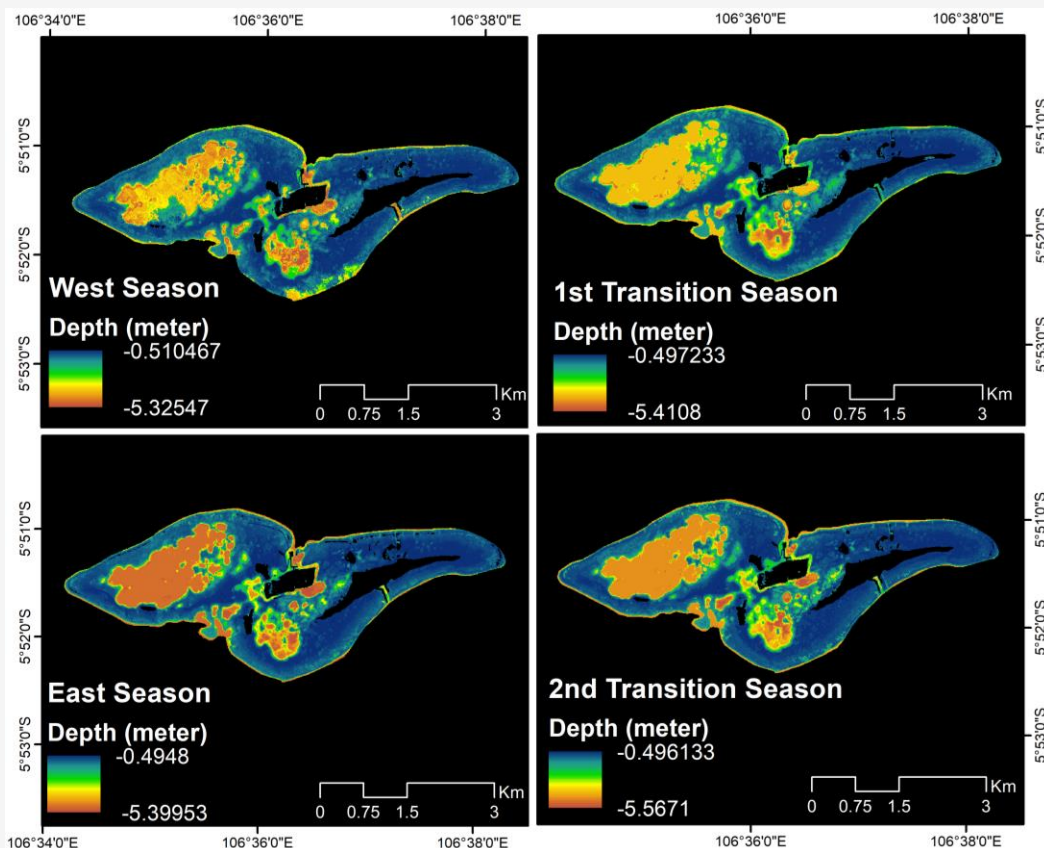 106°34'0"E 106°36'0"E 106°38'0"E
106°36'0"E 106°38'0"E
5°51'0"S
5°52'0"S
5°53'0"S
West Season
Depth (meter)
-0.510467
-5.32547
Km
0 0.75 1.5 3
5°51'0"S
5°52'0"S
5°53'0"S
1st Transition Season
Depth (meter)
-0.497233
-5.4108
Km
0 0.75 1.5 3
5°51'0"S
5°52'0"S
5°53'0"S
East Season
Depth (meter)
-0.4948
-5.39953
Km
0 0.75 1.5 3
106°34'0"E 106°36'0"E 106°38'0"E
5°51'0"S
5°52'0"S
5°53'0"S
2nd Transition Season
Depth (meter)
-0.496133
-5.5671
Km
0 0.75 1.5 3
106°36'0"E 106°38'0"E